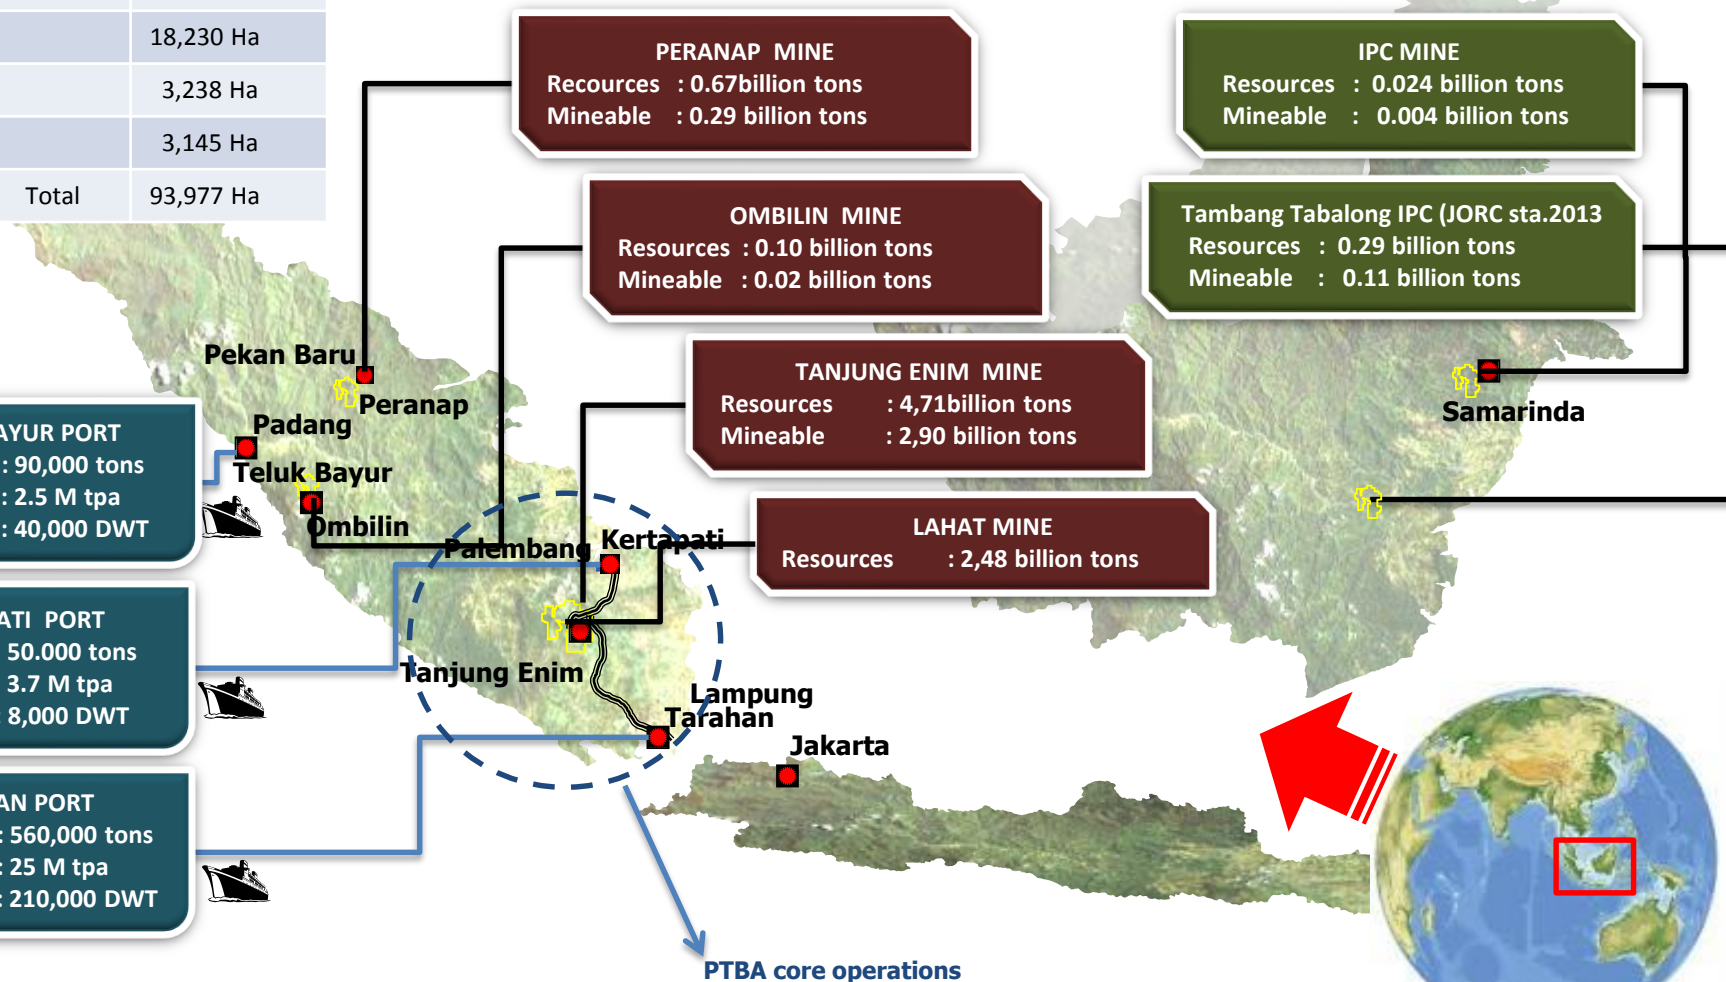 18,230 Ha
3,238 Ha
3,145 Ha
Total 93,977 Ha
PERANAP MINE
Recources : 0.67billion tons
Mineable : 0.29 billion tons
IPC MINE
Resources : 0.024 billion tons
Mineable : 0.004 billion tons
OMBILIN MINE
Resources : 0.10 billion tons
Mineable : 0.02 billion tons
Tambang Tabalong IPC (JORC sta.2013
Resources : 0.29 billion tons
Mineable : 0.11 billion tons
TANJUNG ENIM MINE
Resources : 4,71billion tons
Mineable : 2,90 billion tons
LAHAT MINE
Resources : 2,48 billion tons
Pekan Baru
Peranap
Padang
Teluk Bayur
Ombilin
Palembang
Kertapati
Tanjung Enim
Lampung
Tarahan
Jakarta
Samarinda
AYUR PORT
: 90,000 tons
: 2.5 M tpa
: 40,000 DWT
ATI PORT
50.000 tons
3.7 M tpa
: 8,000 DWT
AN PORT
: 560,000 tons
: 25 M tpa
: 210,000 DWT
PTBA core operations